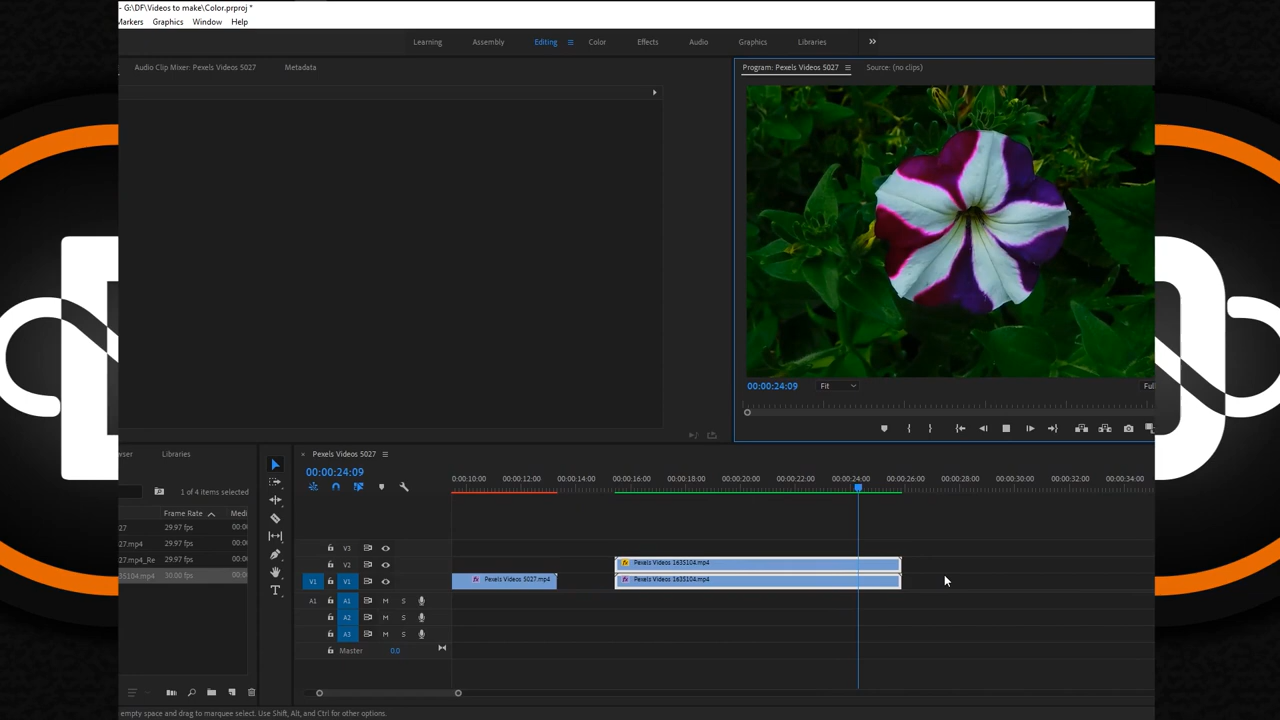 - G:\DF\Videos to make\Color.prproj *
Markers Graphics Window Help
Learning Assembly Editing Color Effects Audio Graphics Libraries
Audio Clip Mixer: Pexels Videos 5027 Metadata
Program: Pexels Videos 5027 Source: (no clips)
00:00:24:09 Fit Full
wser Libraries
Pexels Videos 5027
00:00:24:09
1 of 4 items selected
00:00:10:00 00:00:12:00 00:00:14:00 00:00:16:00 00:00:18:00 00:00:20:00 00:00:22:00 00:00:24:00 00:00:26:00 00:00:28:00 00:00:30:00 00:00:32:00 00:00:34:00
Frame Rate Medi
27 29.97 fps 00:00
27.mp4 29.97 fps 00:0
27.mp4_Re 29.97 fps 00:0
35104.mp4 30.00 fps 00:0
V3
V2 Pexels Videos 1635104.mp4
V1 V1 fx Pexels Videos 5027.mp4 fx Pexels Videos 1635104.mp4
A1 A1 M S
A2 M S
A3 M S
Master 0.0
empty space and drag to marquee select. Use Shift, Alt, and Ctrl for other options.